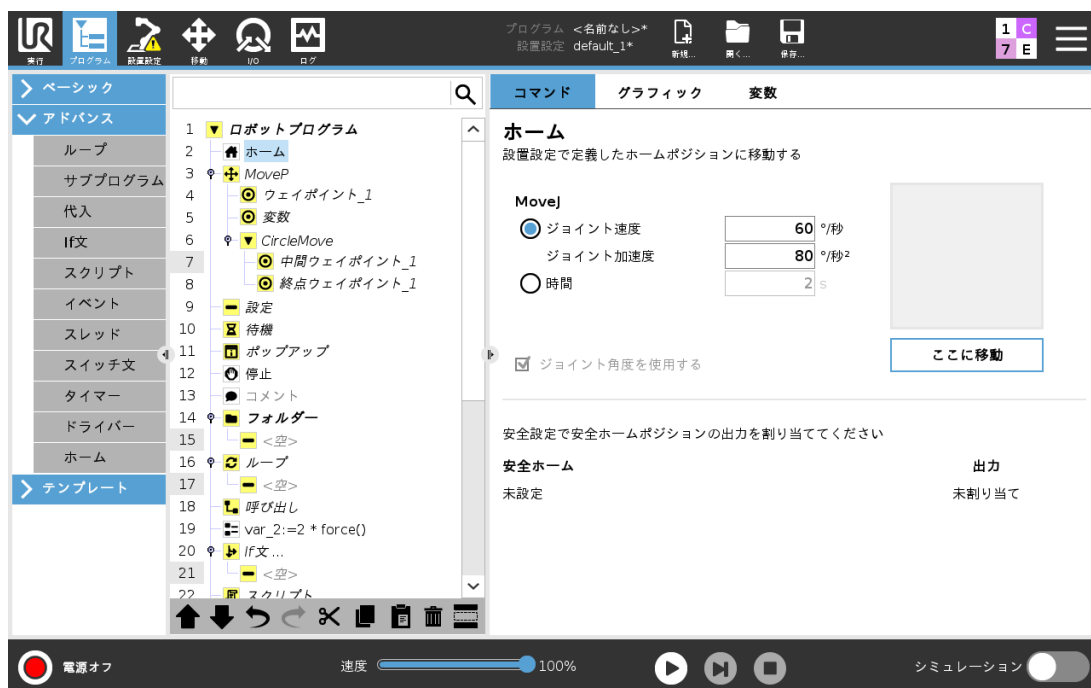 UR
実行
プログラム
設置設定
移動
I/O
ログ
プログラム <名前なし>*
設置設定 default_1*
新規...
開く...
保存...
1 C
7 E
ベーシック
アドバンス
ループ
サブプログラム
代入
If文
スクリプト
イベント
スレッド
スイッチ文
タイマー
ドライバー
ホーム
テンプレート
1 ロボットプログラム
2 ホーム
3 MoveP
4 ウェイポイント_1
5 変数
6 CircleMove
7 中間ウェイポイント_1
8 終点ウェイポイント_1
9 設定
10 待機
11 ポップアップ
12 停止
13 コメント
14 フォルダー
15 <空>
16 ループ
17 <空>
18 呼び出し
19 var_2:=2 * force()
20 If文 ...
21 <空>
22 スクリプト
コマンド グラフィック 変数
ホーム
設置設定で定義したホームポジションに移動する
MoveJ
ジョイント速度 60 °/秒
ジョイント加速度 80 °/秒²
時間 2 s
ジョイント角度を使用する
ここに移動
安全設定で安全ホームポジションの出力を割り当ててください
安全ホーム 出力
未設定 未割り当て
電源オフ
速度 100%
シミュレーション